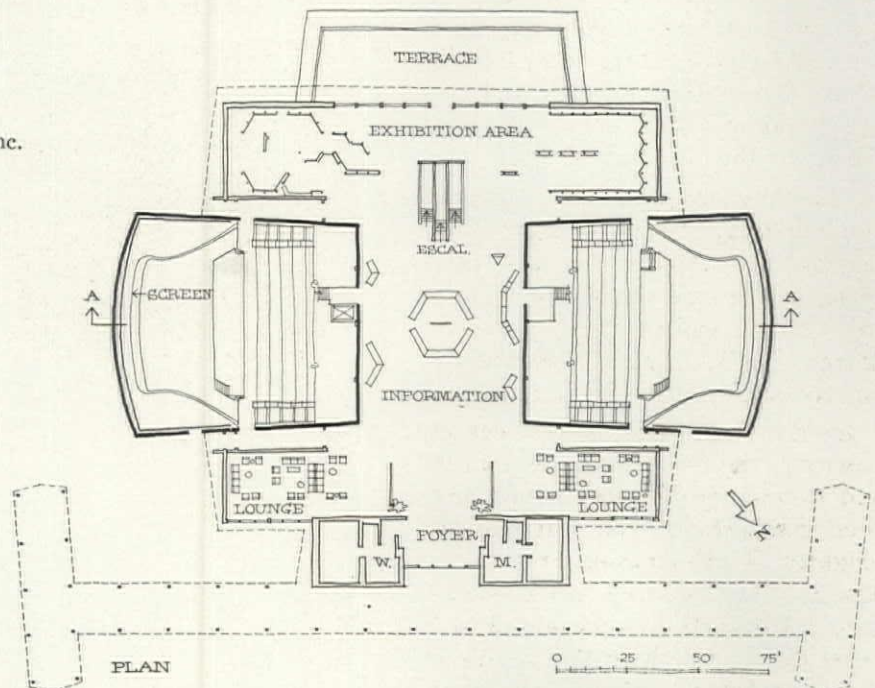 TERRACE
nc.
EXHIBITION AREA
ESCAL.
A
SCREEN
A
INFORMATION
LOUNGE
LOUNGE
FOYER
W.
M.
N
PLAN
0 25 50 75'